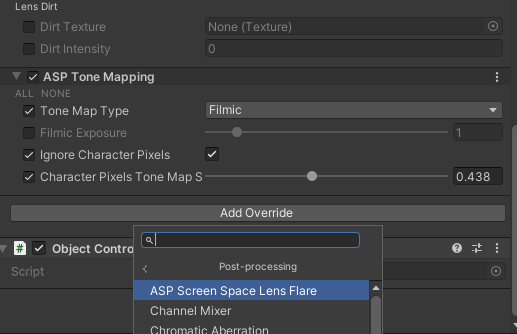 Lens Dirt
Dirt Texture None (Texture)
Dirt Intensity 0
ASP Tone Mapping
ALL NONE
Tone Map Type Filmic
Filmic Exposure 1
Ignore Character Pixels
Character Pixels Tone Map S 0.438
Add Override
# Object Contro
Script
Post-processing
ASP Screen Space Lens Flare
Channel Mixer
Chromatic Aberration